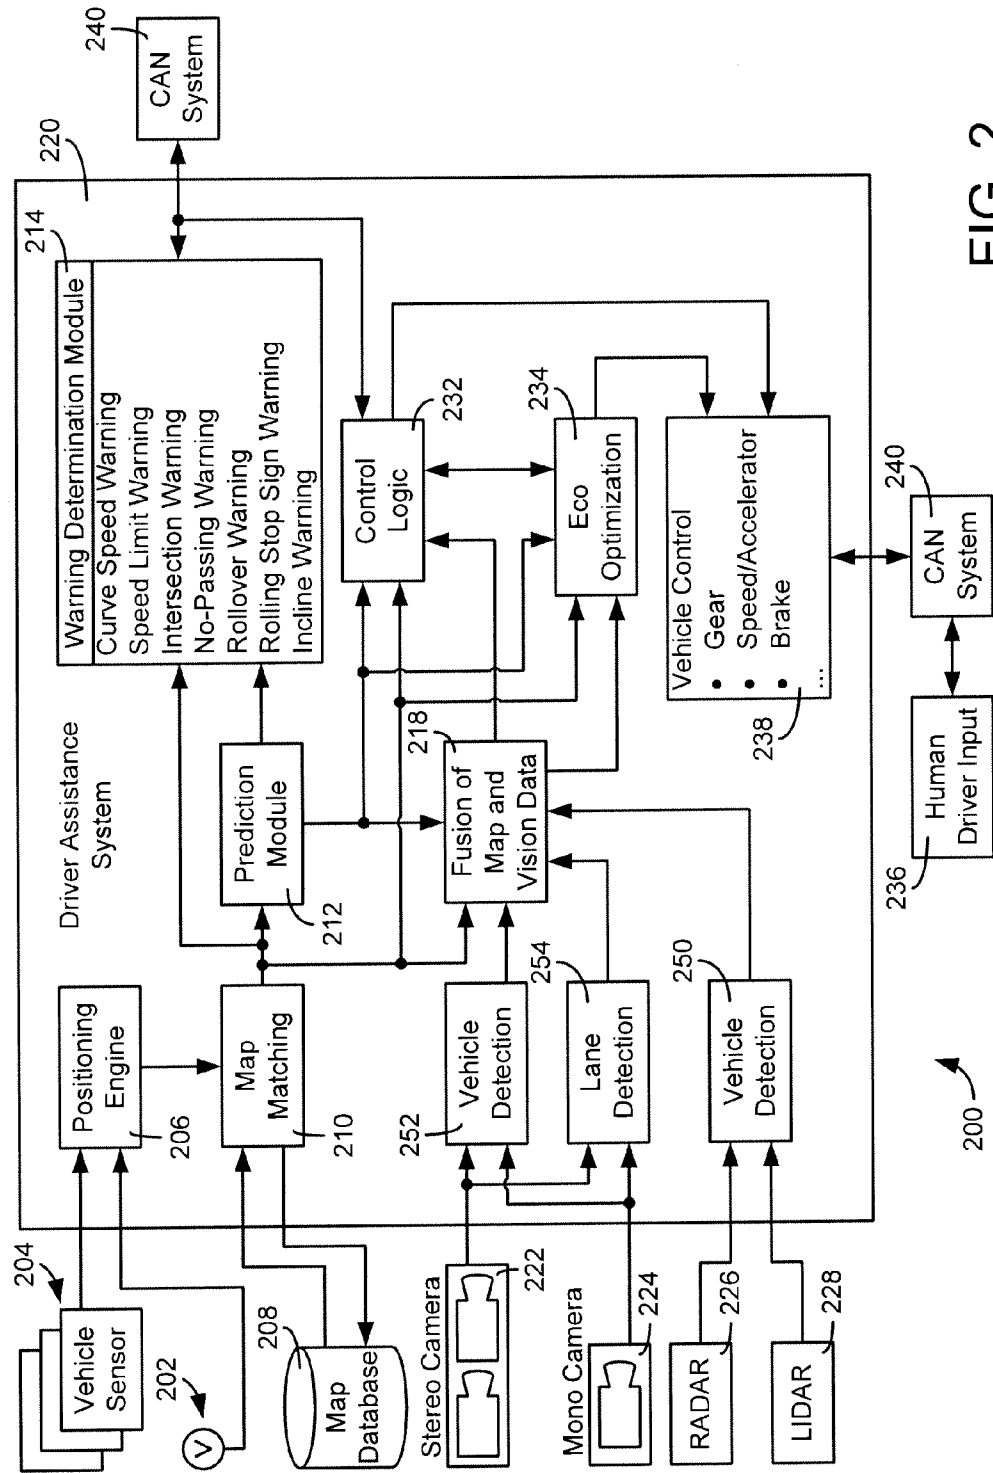 204
Vehicle
Sensor
202
V
208
Map
Database
Stereo Camera
222
Mono Camera
224
RADAR
226
LIDAR
228
Driver Assistance
System
220
Positioning
Engine
206
Map
Matching
210
Prediction
Module
212
Warning Determination Module
214
Curve Speed Warning
Speed Limit Warning
Intersection Warning
No-Passing Warning
Rollover Warning
Rolling Stop Sign Warning
Incline Warning
CAN
System
240
252
Vehicle
Detection
254
Lane
Detection
250
Vehicle
Detection
218
Fusion of
Map and
Vision Data
Control
Logic
232
Eco
Optimization
234
Vehicle Control
• Gear
• Speed/Accelerator
• Brake
...
238
236
Human
Driver Input
CAN
System
240
200
FIG. 2